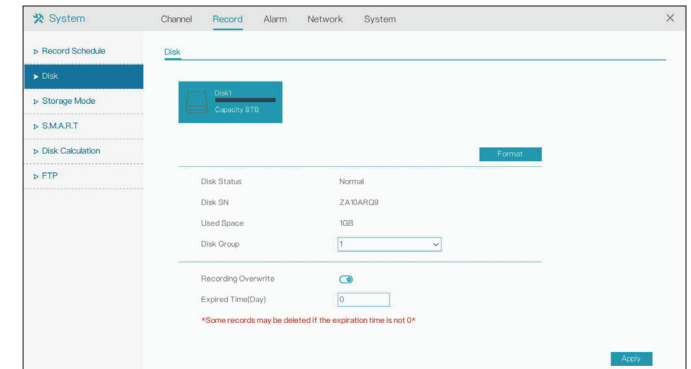 System
Channel Record Alarm Network System
Record Schedule
Disk
Storage Mode
S.M.A.R.T
Disk Calculation
FTP
Disk
Disk1
Capacity 8TB
Format
Disk Status Normal
Disk SN ZA10ARQ9
Used Space 1GB
Disk Group 1
Recording Overwrite
Expired Time(Day) 0
*Some records may be deleted if the expiration time is not 0*
Apply